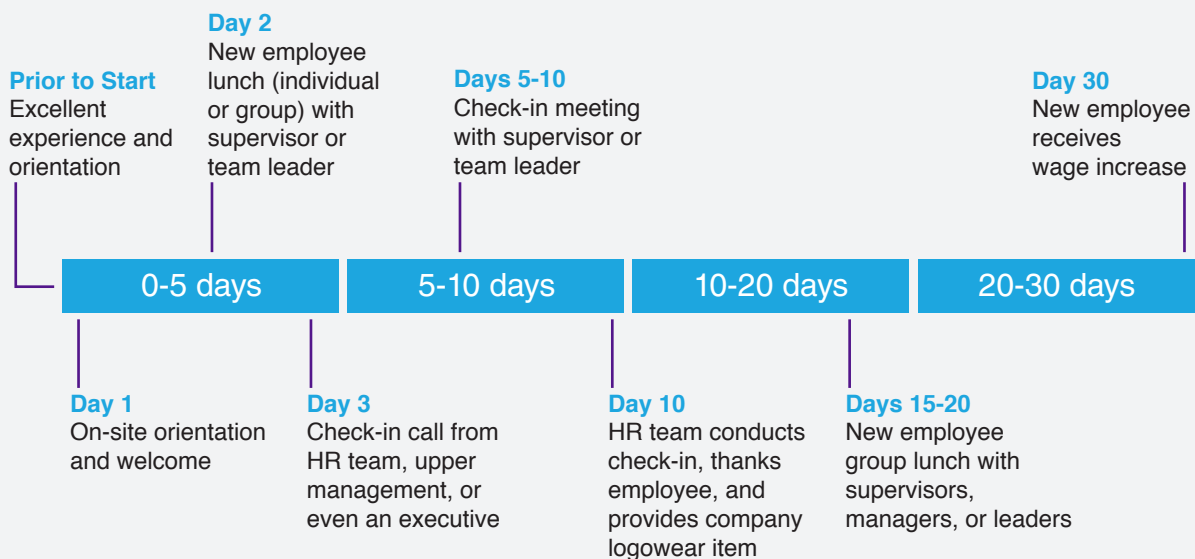 Prior to Start
Excellent
experience and
orientation
Day 2
New employee
lunch (individual
or group) with
supervisor or
team leader
Days 5-10
Check-in meeting
with supervisor or
team leader
Day 30
New employee
receives
wage increase
0-5 days
5-10 days
10-20 days
20-30 days
Day 1
On-site orientation
and welcome
Day 3
Check-in call from
HR team, upper
management, or
even an executive
Day 10
HR team conducts
check-in, thanks
employee, and
provides company
logowear item
Days 15-20
New employee
group lunch with
supervisors,
managers, or leaders